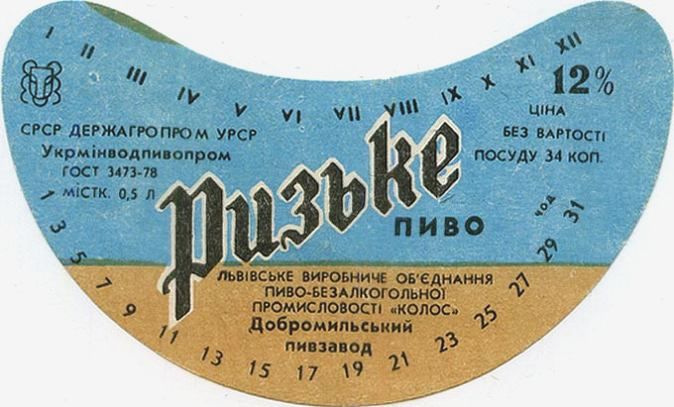 I II III IV V VI VII VIII IX X XI XII
12%
ЦІНА
БЕЗ ВАРТОСТІ
ПОСУДУ 34 КОП.
СРСР ДЕРЖАГРОПРОМ УРСР
Укрмінводпивопром
ГОСТ 3473-78
МІСТК. 0,5 Л
Ризьке
ПИВО
ЛЬВІВСЬКЕ ВИРОБНИЧЕ ОБ'ЄДНАННЯ
ПИВО-БЕЗАЛКОГОЛЬНОЇ
ПРОМИСЛОВОСТІ «КОЛОС»
Добромильський
пивзавод
1 3 5 7 9 11 13 15 17 19 21 23 25 27 29 31